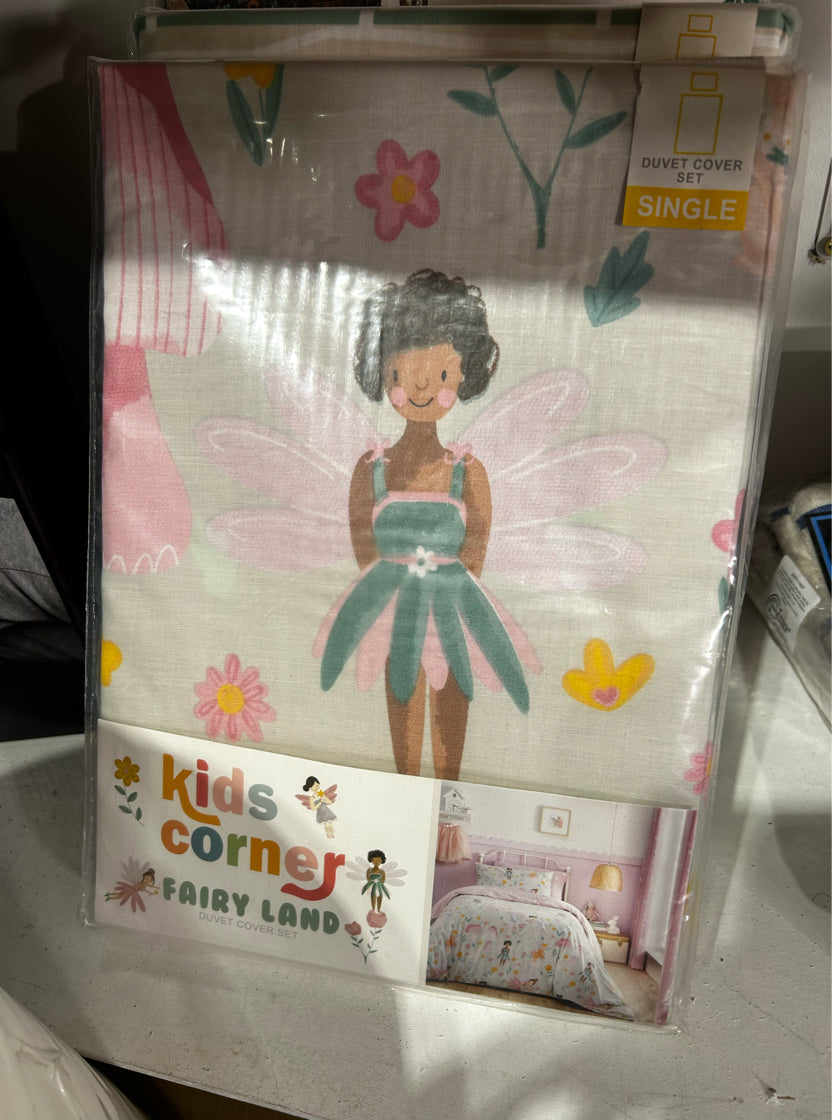 DUVET COVER
SET
SINGLE
kids
corner
FAIRY LAND
DUVET COVER SET